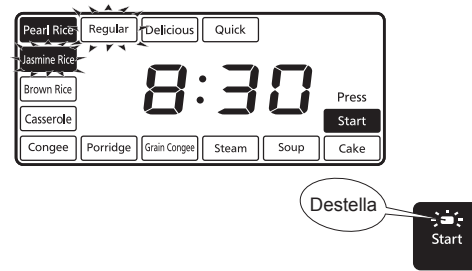 Pearl Rice Regular Delicious Quick
Jasmine Rice
Brown Rice
8:30
Press
Casserole
Start
Congee Porridge Grain Congee Steam Soup Cake
Destella
Start